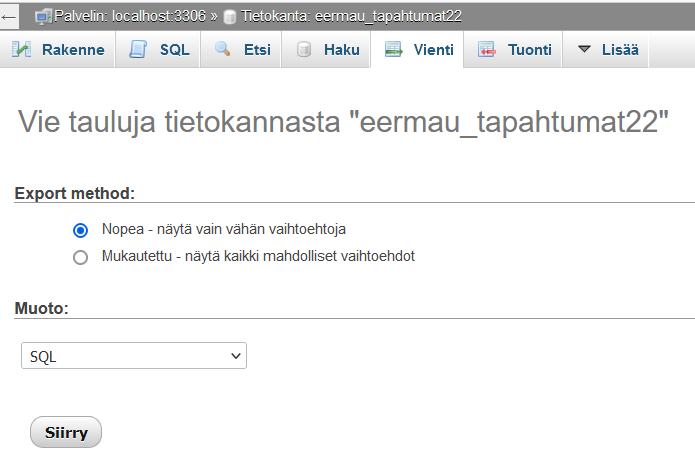 ← Palvelin: localhost:3306 » Tietokanta: eermau_tapahtumat22
Rakenne SQL Etsi Haku Vienti Tuonti Lisää
Vie tauluja tietokannasta "eermau_tapahtumat22"
Export method:
Nopea - näytä vain vähän vaihtoehtoja
Mukautettu - näytä kaikki mahdolliset vaihtoehdot
Muoto:
SQL
Siirry